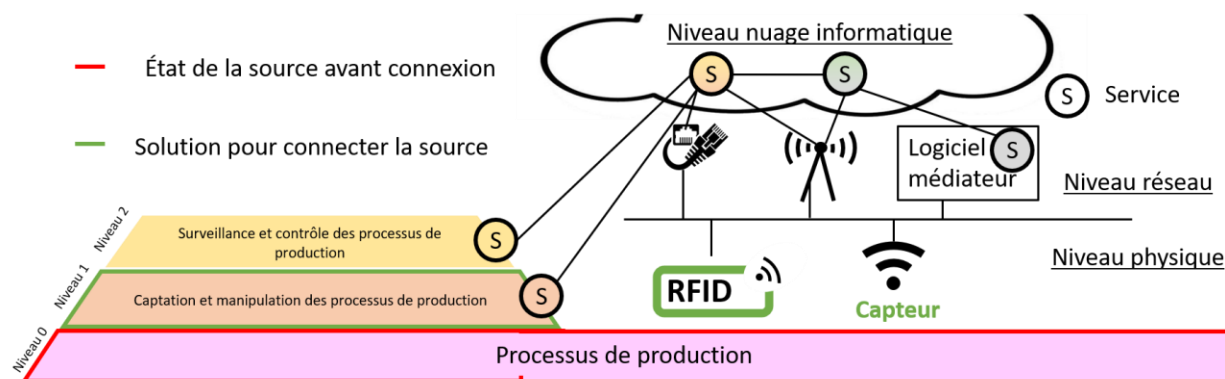 Niveau nuage informatique
État de la source avant connexion
S
S
S
Service
Solution pour connecter la source
Logiciel
médiateur
S
Niveau réseau
Niveau 2
Surveillance et contrôle des processus de
production
S
Niveau physique
Niveau 1
Captation et manipulation des processus de production
S
RFID
Capteur
Niveau 0
Processus de production